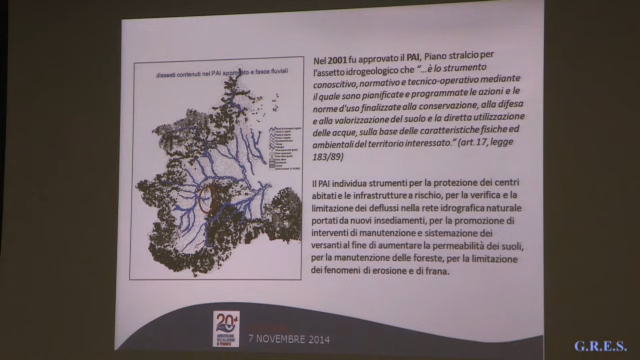 dissesti contenuti nel PAI approvato e fasce fluviali
Nel 2001 fu approvato il PAI, Piano stralcio per
l'assetto idrogeologico che "...è lo strumento
conoscitivo, normativo e tecnico-operativo mediante
il quale sono pianificate e programmate le azioni e le
norme d'uso finalizzate alla conservazione, alla difesa
e alla valorizzazione del suolo e la diretta utilizzazione
delle acque, sulla base delle caratteristiche fisiche ed
ambientali del territorio interessato." (art.17, legge
183/89)
Il PAI individua strumenti per la protezione dei centri
abitati e le infrastrutture a rischio, per la verifica e la
limitazione dei deflussi nella rete idrografica naturale
portati da nuovi insediamenti, per la promozione di
interventi di manutenzione e sistemazione dei
versanti al fine di aumentare la permeabilità dei suoli,
per la manutenzione delle foreste, per la limitazione
dei fenomeni di erosione e di frana.
20°
7 NOVEMBRE 2014
G.R.E.S.